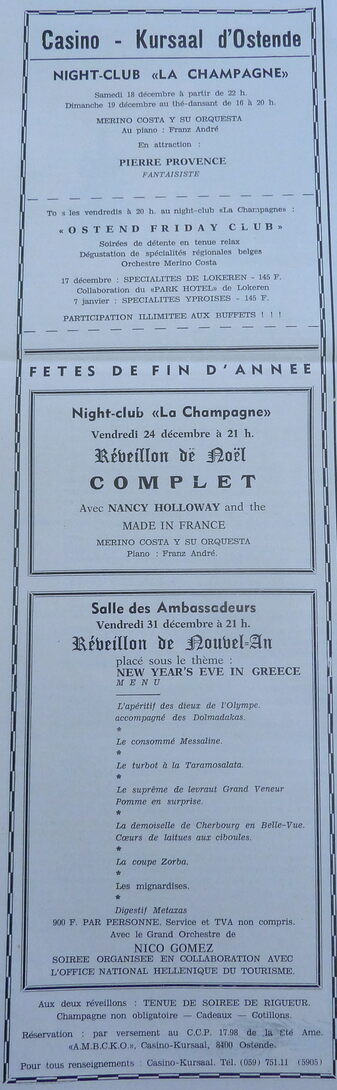 Casino - Kursaal d'Ostende
NIGHT-CLUB «LA CHAMPAGNE»
Samedi 18 décembre à partir de 22 h.
Dimanche 19 décembre au thé-dansant de 16 à 20 h.
MERINO COSTA Y SU ORQUESTA
Au piano : Franz André
En attraction :
PIERRE PROVENCE
FANTAISISTE
To s les vendredis à 20 h. au night-club «La Champagne» :
« OSTEND FRIDAY CLUB »
Soirées de détente en tenue relax
Dégustation de spécialités régionales belges
Orchestre Merino Costa
17 décembre : SPECIALITES DE LOKEREN - 145 F.
Collaboration du «PARK HOTEL» de Lokeren
7 janvier : SPECIALITES YPROISES - 145 F.
PARTICIPATION ILLIMITEE AUX BUFFETS ! ! !
FETES DE FIN D'ANNEE
Night-club «La Champagne»
Vendredi 24 décembre à 21 h.
Réveillon dë Noël
COMPLET
Avec NANCY HOLLOWAY and the
MADE IN FRANCE
MERINO COSTA Y SU ORQUESTA
Piano : Franz André.
Salle des Ambassadeurs
Vendredi 31 décembre à 21 h.
Réveillon de Nouvel-An
placé sous le thème :
NEW YEAR'S EVE IN GREECE
MENU
L'apéritif des dieux de l'Olympe.
accompagné des Dolmadakas.
*
Le consommé Messaline.
*
Le turbot à la Taramosalata.
*
Le suprême de levraut Grand Veneur
Pomme en surprise.
*
La demoiselle de Cherbourg en Belle-Vue.
Cœurs de laitues aux ciboules.
*
La coupe Zorba.
*
Les mignardises.
*
Digestif Metaxas
900 F. PAR PERSONNE, Service et TVA non compris.
Avec le Grand Orchestre de
NICO GOMEZ
SOIREE ORGANISEE EN COLLABORATION AVEC
L'OFFICE NATIONAL HELLENIQUE DU TOURISME.
Aux deux réveillons : TENUE DE SOIREE DE RIGUEUR.
Champagne non obligatoire — Cadeaux — Cotillons.
Réservation : par versement au C.C.P. 17.98 de la Sté Ame.
«A.M.B.C.K.O.», Casino-Kursaal, 8400 Ostende.
Pour tous renseignements : Casino-Kursaal. Tél. (059) 751.11 (5905)